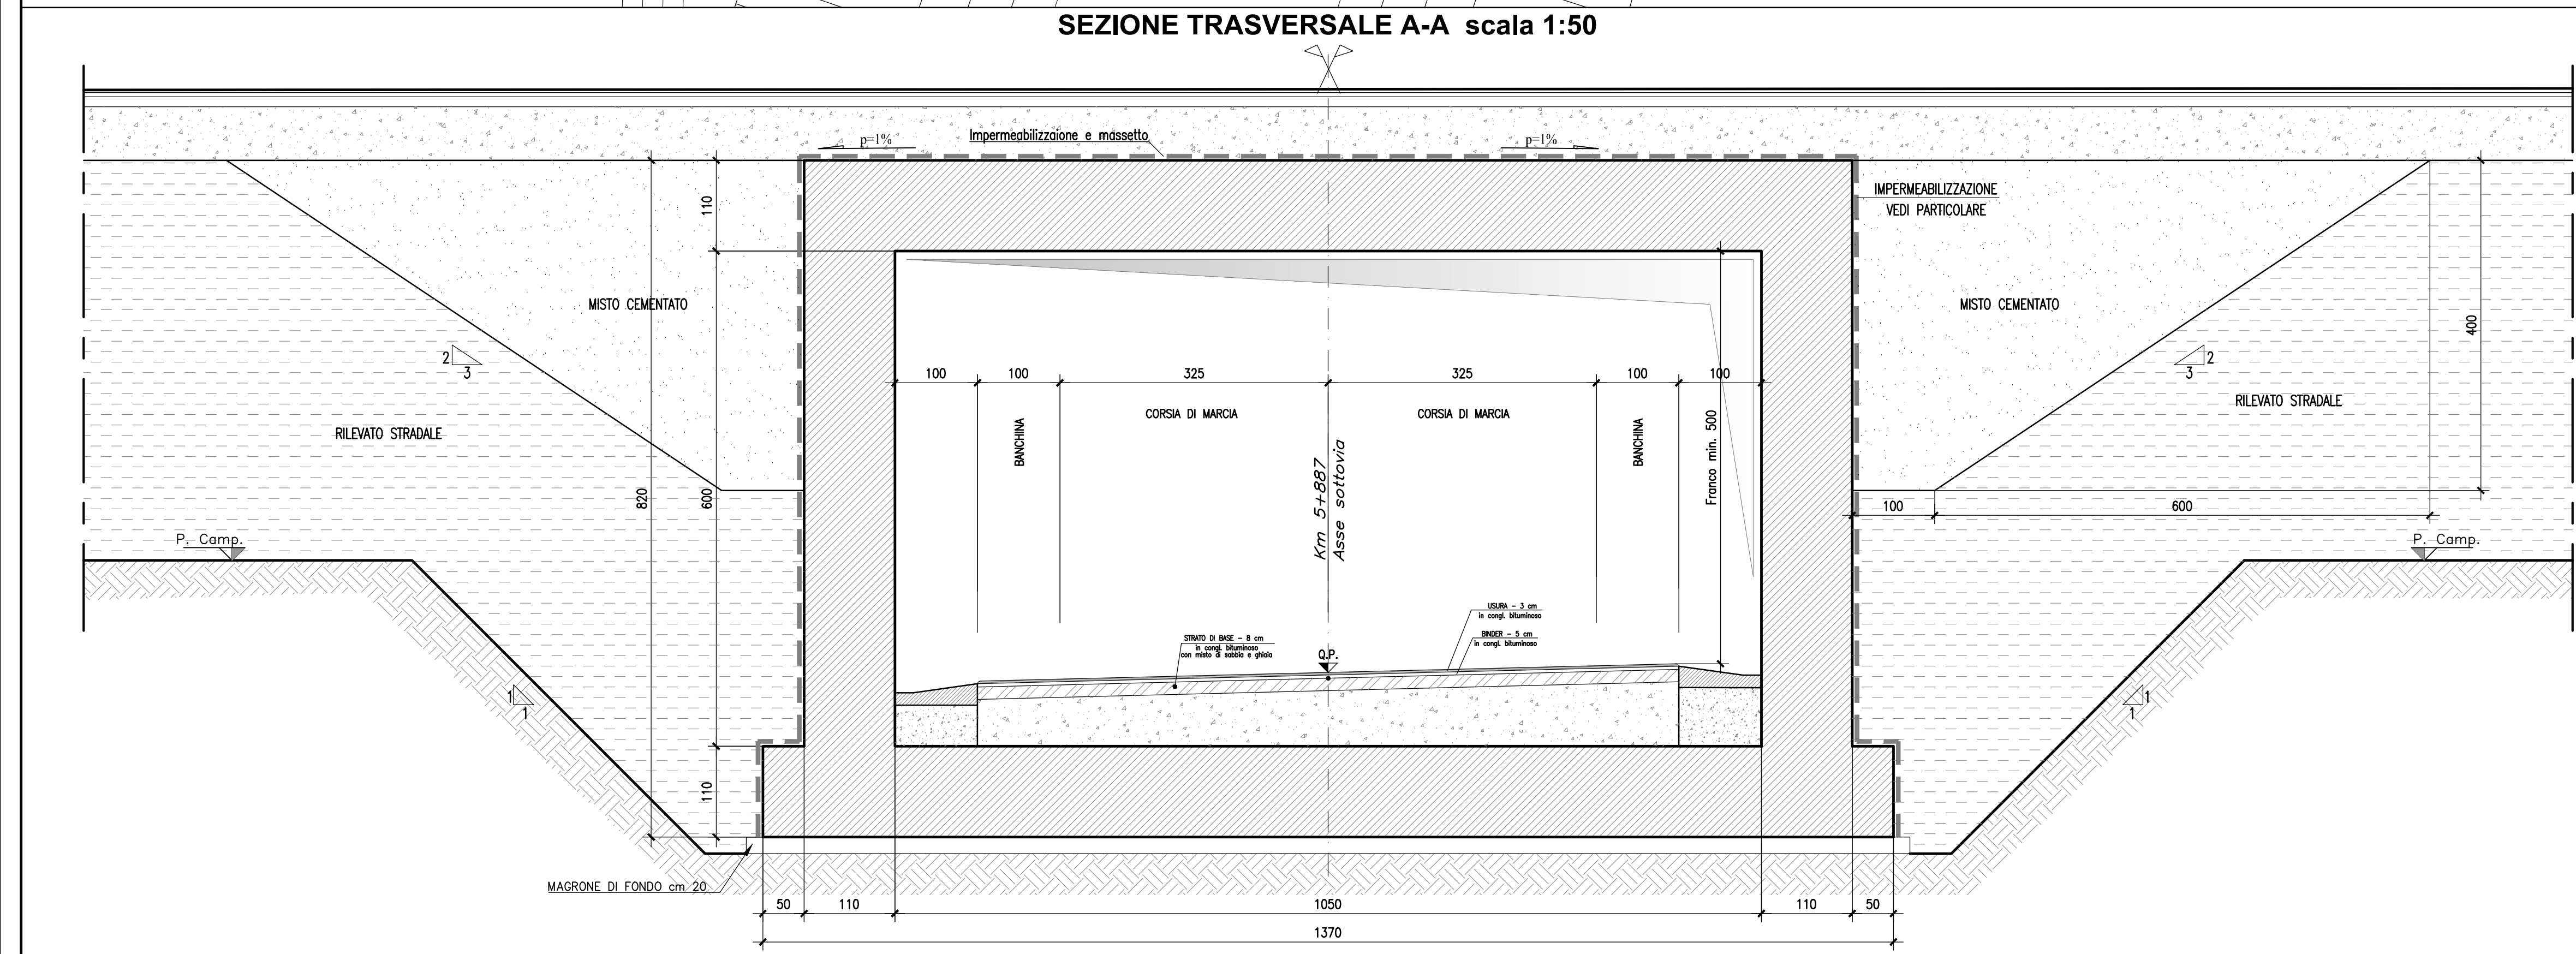 SEZIONE TRASVERSALE A-A scala 1:50
p=1%
Impermeabilizzaione e massetto
p=1%
110
IMPERMEABILIZZAZIONE
VEDI PARTICOLARE
MISTO CEMENTATO
MISTO CEMENTATO
400
2
3
2
3
100
100
325
325
100
100
RILEVATO STRADALE
RILEVATO STRADALE
BANCHINA
CORSIA DI MARCIA
CORSIA DI MARCIA
BANCHINA
Franco min. 500
Km 5+887
Asse sottovia
820
600
100
600
P. Camp.
P. Camp.
USURA - 3 cm
in congl. bituminoso
BINDER - 5 cm
in congl. bituminoso
STRATO DI BASE - 8 cm
in congl. bituminoso
con misto di sabbia e ghiaia
Q.P.
1
1
1
1
110
MAGRONE DI FONDO cm 20
50
110
1050
110
50
1370